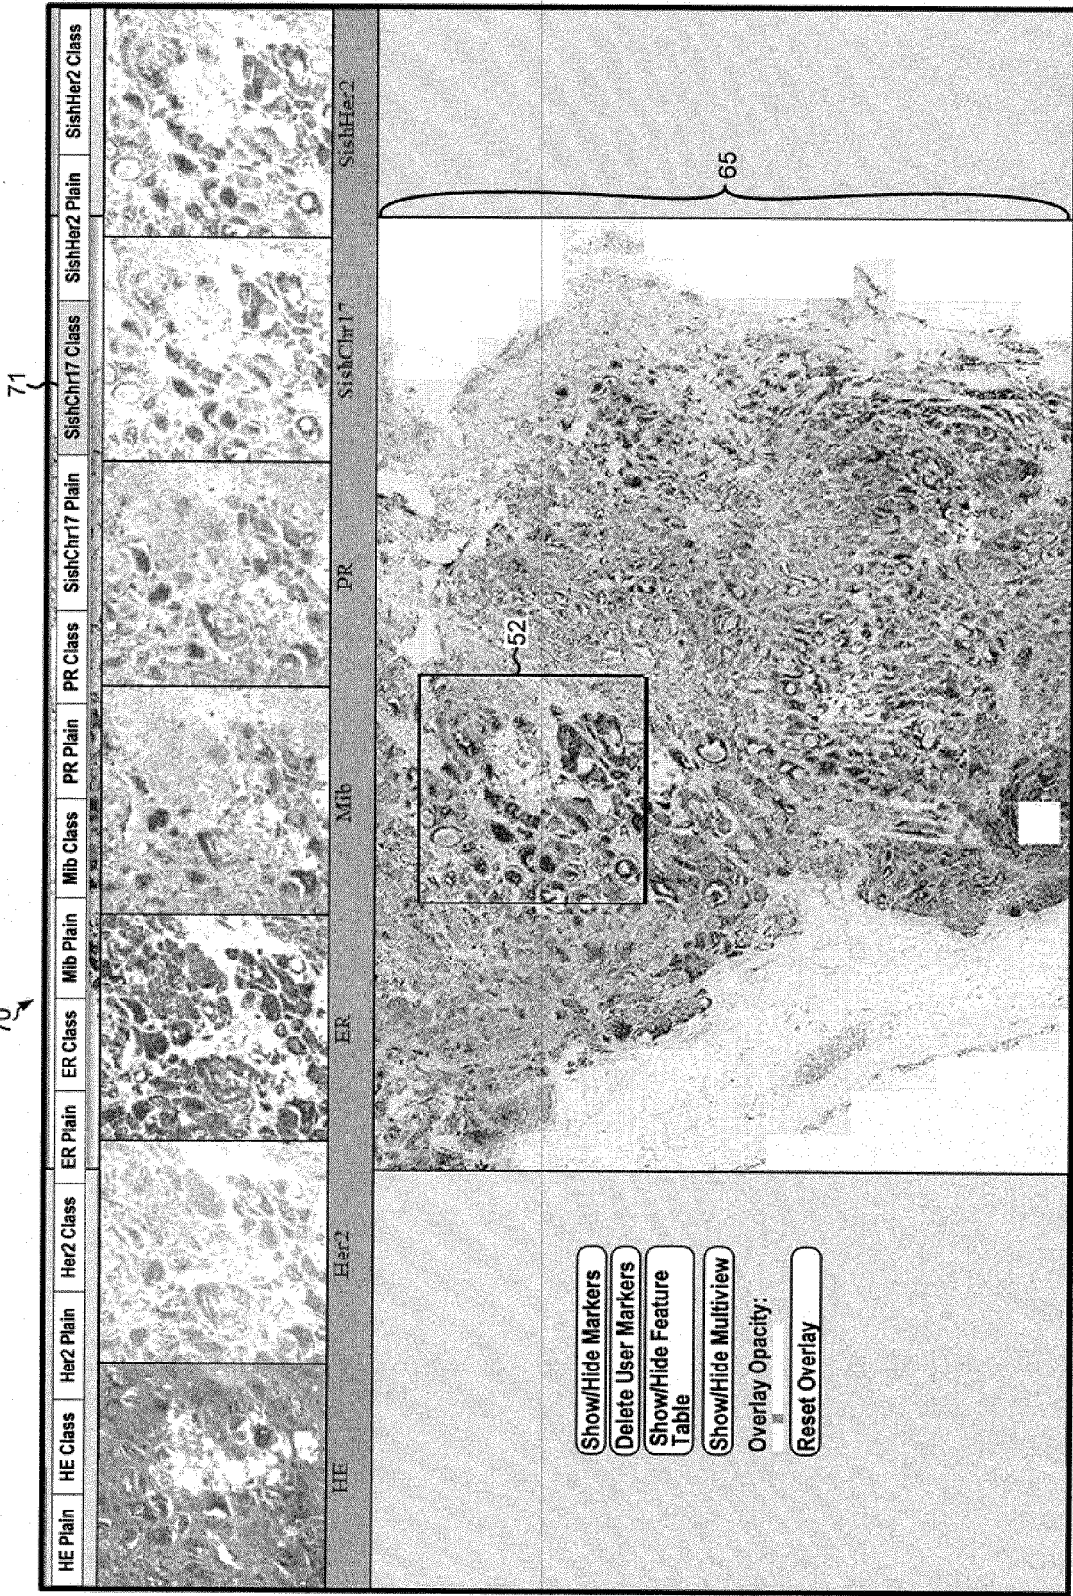 70
71
HE Plain
HE Class
Her2 Plain
Her2 Class
ER Plain
ER Class
Mib Plain
Mib Class
PR Plain
PR Class
SishChr17 Plain
SishChr17 Class
SishHer2 Plain
SishHer2 Class
HE
Her2
ER
Mib
PR
SishChr17
SishHer2
Show/Hide Markers
Delete User Markers
Show/Hide Feature
Table
Show/Hide Multiview
Overlay Opacity:
Reset Overlay
52
65